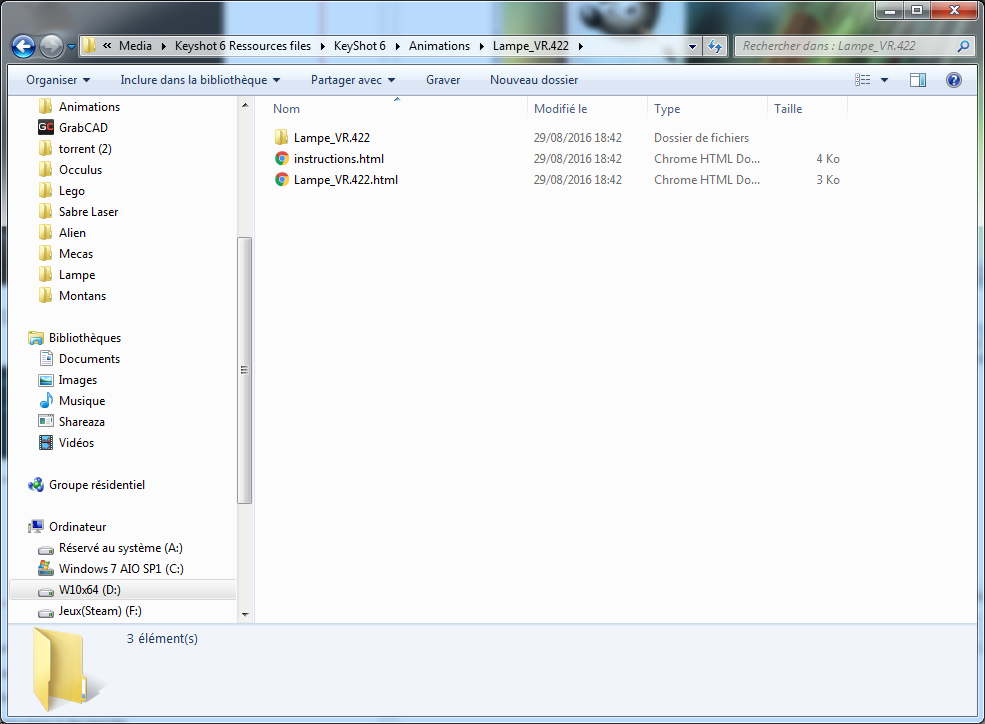 « Media Keyshot 6 Ressources files KeyShot 6 Animations Lampe_VR.422 Rechercher dans : Lampe_VR.422
Organiser Inclure dans la bibliothèque Partager avec Graver Nouveau dossier
Animations
GrabCAD
torrent (2)
Occulus
Lego
Sabre Laser
Alien
Mecas
Lampe
Montans
Bibliothèques
Documents
Images
Musique
Shareaza
Vidéos
Groupe résidentiel
Ordinateur
Réservé au système (A:)
Windows 7 AIO SP1 (C:)
W10x64 (D:)
Jeux(Steam) (F:)
Nom Modifié le Type Taille
Lampe_VR.422 29/08/2016 18:42 Dossier de fichiers
instructions.html 29/08/2016 18:42 Chrome HTML Do... 4 Ko
Lampe_VR.422.html 29/08/2016 18:42 Chrome HTML Do... 3 Ko
3 élément(s)